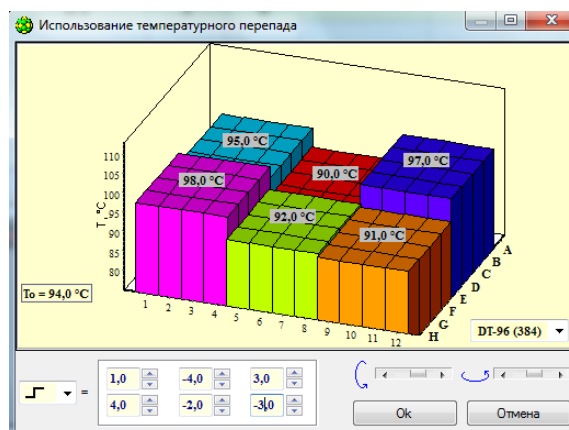 Использование температурного перепада
T, °C
110
105
100
95
90
85
80
95,0 °C
97,0 °C
98,0 °C
90,0 °C
92,0 °C
91,0 °C
To = 94,0 °C
1 2 3 4 5 6 7 8 9 10 11 12
A
B
C
D
E
F
G
H
DT-96 (384)
= 1,0 -4,0 3,0
4,0 -2,0 -3,0
Ok Отмена